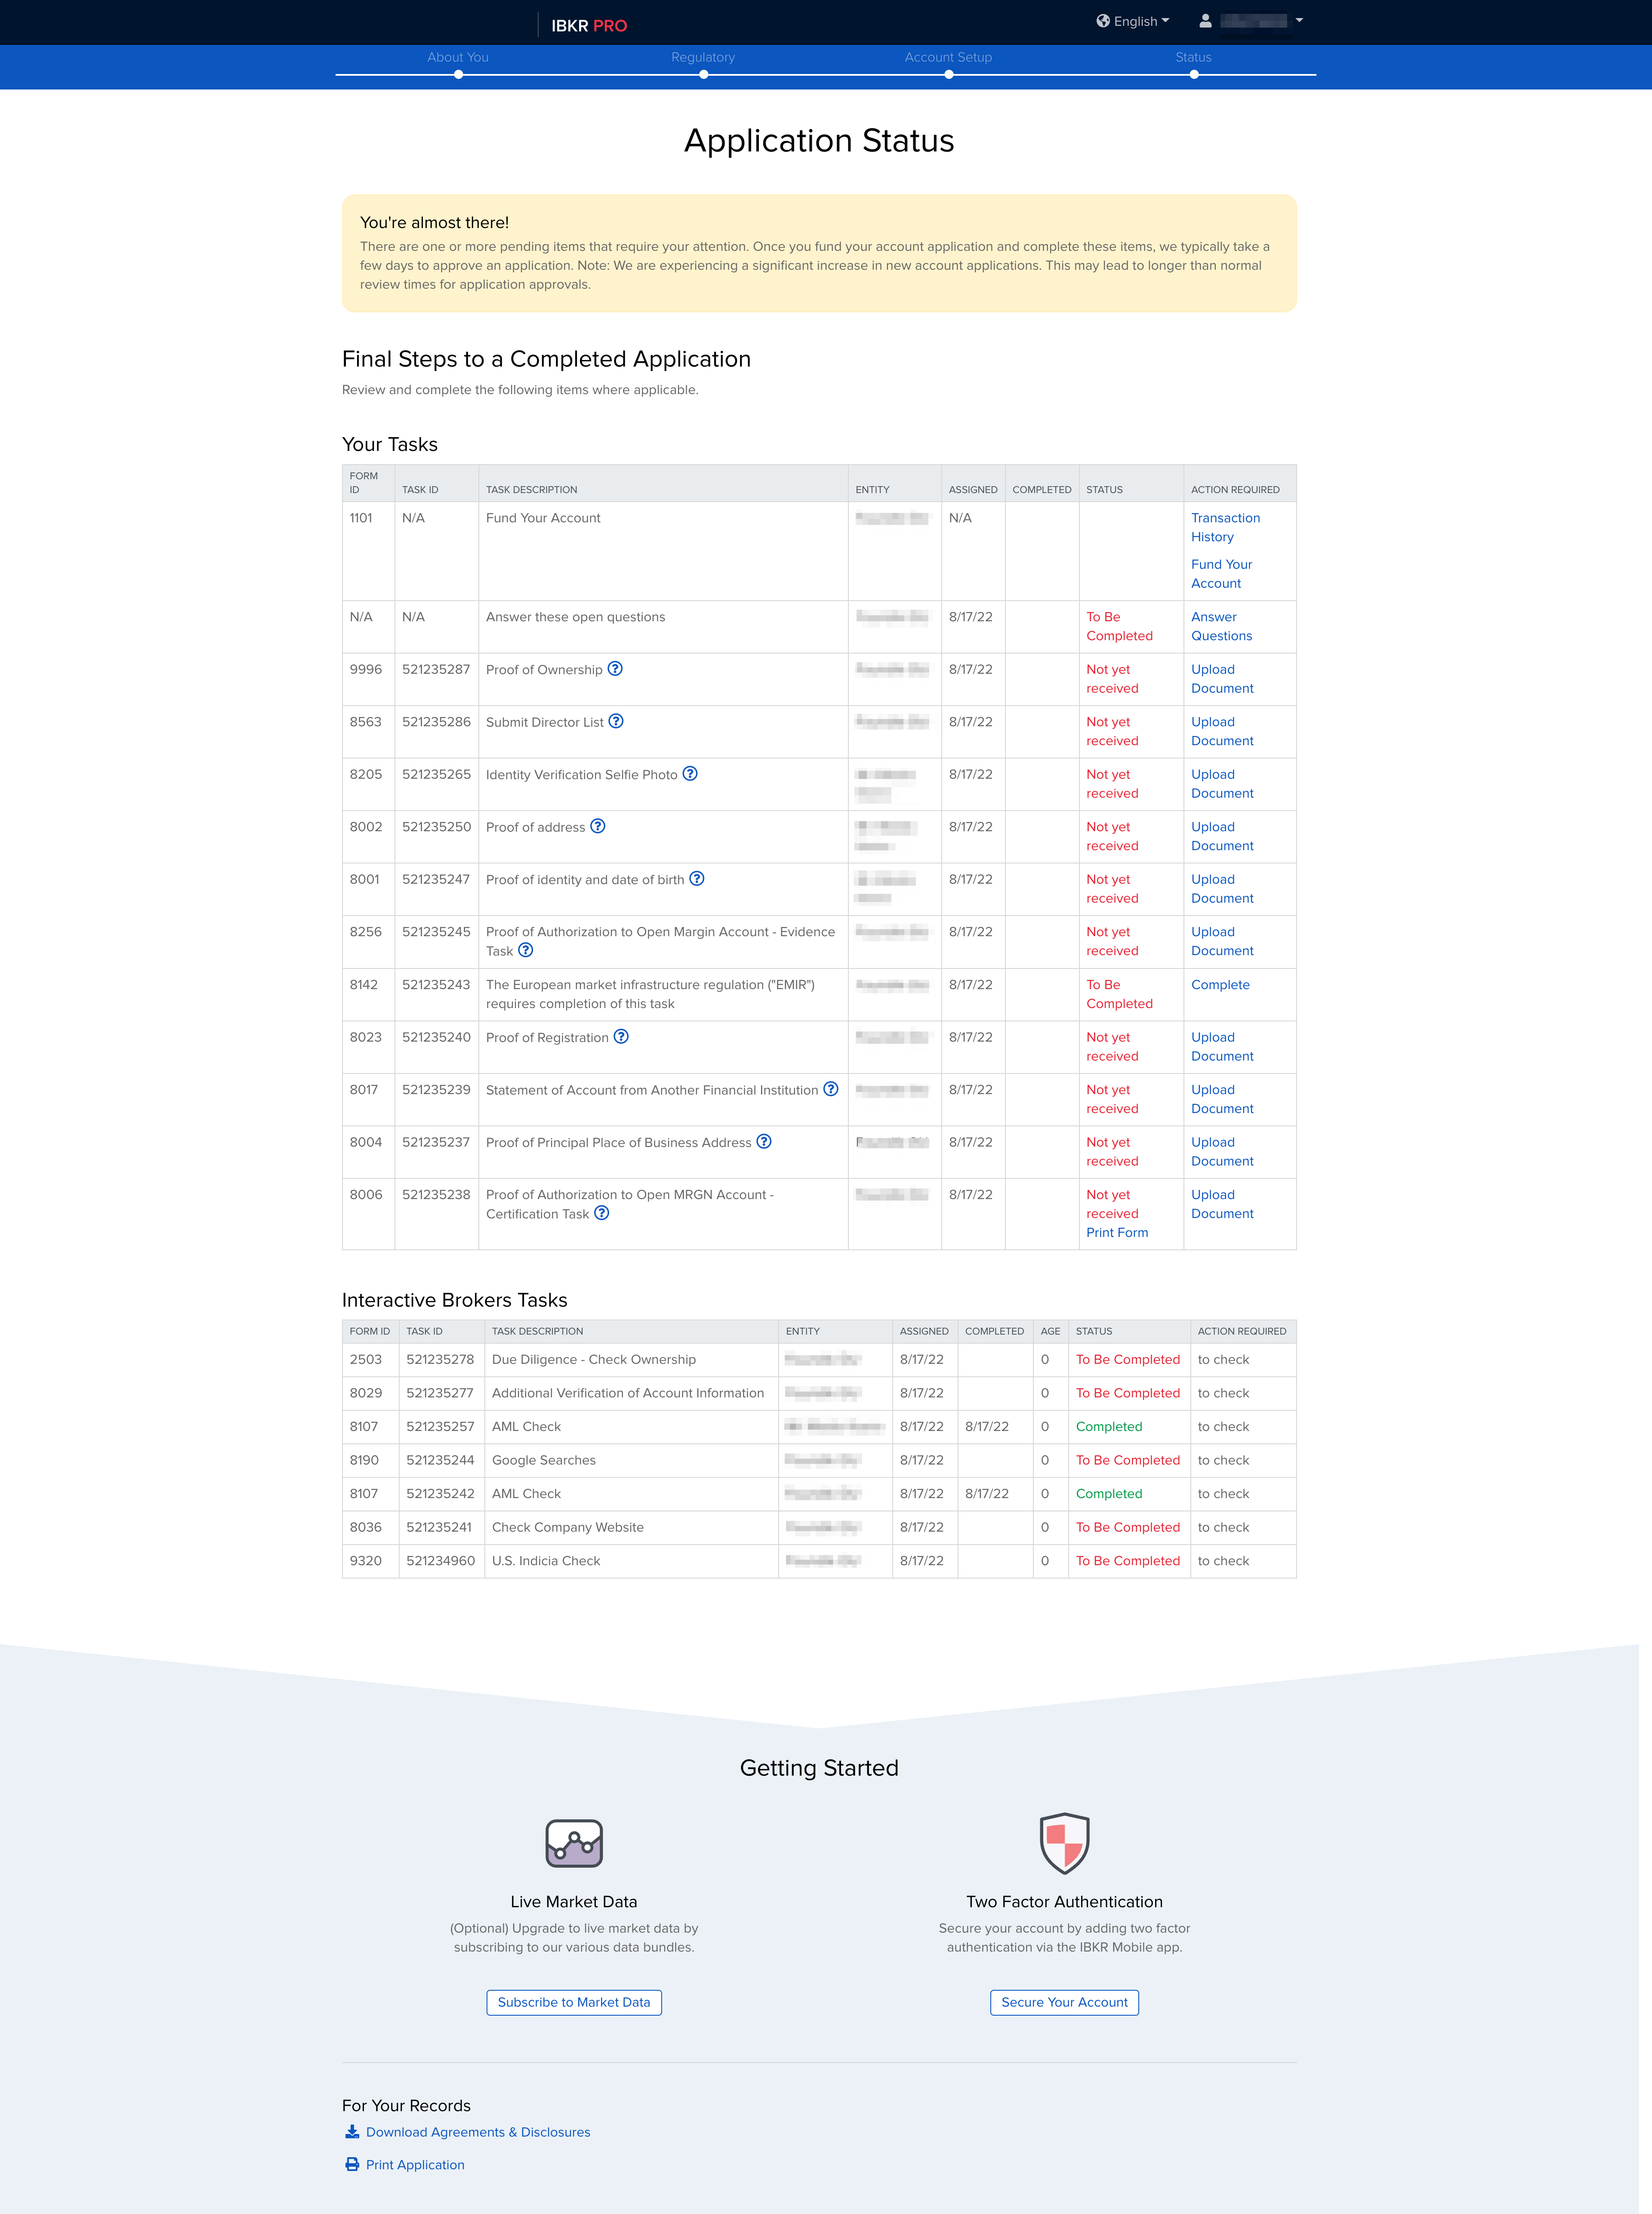 IBKR PRO
English
About You
Regulatory
Account Setup
Status
Application Status
You're almost there!
There are one or more pending items that require your attention. Once you fund your account application and complete these items, we typically take a
few days to approve an application. Note: We are experiencing a significant increase in new account applications. This may lead to longer than normal
review times for application approvals.
Final Steps to a Completed Application
Review and complete the following items where applicable.
Your Tasks
FORM ID TASK ID TASK DESCRIPTION ENTITY ASSIGNED COMPLETED STATUS ACTION REQUIRED
1101 N/A Fund Your Account N/A Transaction
History
Fund Your
Account
N/A N/A Answer these open questions 8/17/22 To Be Answer
Completed Questions
9996 521235287 Proof of Ownership 8/17/22 Not yet Upload
received Document
8563 521235286 Submit Director List 8/17/22 Not yet Upload
received Document
8205 521235265 Identity Verification Selfie Photo 8/17/22 Not yet Upload
received Document
8002 521235250 Proof of address 8/17/22 Not yet Upload
received Document
8001 521235247 Proof of identity and date of birth 8/17/22 Not yet Upload
received Document
8256 521235245 Proof of Authorization to Open Margin Account - Evidence 8/17/22 Not yet Upload
Task received Document
8142 521235243 The European market infrastructure regulation ("EMIR") 8/17/22 To Be Complete
requires completion of this task Completed
8023 521235240 Proof of Registration 8/17/22 Not yet Upload
received Document
8017 521235239 Statement of Account from Another Financial Institution 8/17/22 Not yet Upload
received Document
8004 521235237 Proof of Principal Place of Business Address 8/17/22 Not yet Upload
received Document
8006 521235238 Proof of Authorization to Open MRGN Account - 8/17/22 Not yet Upload
Certification Task received Document
Print Form
Interactive Brokers Tasks
FORM ID TASK ID TASK DESCRIPTION ENTITY ASSIGNED COMPLETED AGE STATUS ACTION REQUIRED
2503 521235278 Due Diligence - Check Ownership 8/17/22 0 To Be Completed to check
8029 521235277 Additional Verification of Account Information 8/17/22 0 To Be Completed to check
8107 521235257 AML Check 8/17/22 8/17/22 0 Completed to check
8190 521235244 Google Searches 8/17/22 0 To Be Completed to check
8107 521235242 AML Check 8/17/22 8/17/22 0 Completed to check
8036 521235241 Check Company Website 8/17/22 0 To Be Completed to check
9320 521234960 U.S. Indicia Check 8/17/22 0 To Be Completed to check
Getting Started
Live Market Data
(Optional) Upgrade to live market data by
subscribing to our various data bundles.
Subscribe to Market Data
Two Factor Authentication
Secure your account by adding two factor
authentication via the IBKR Mobile app.
Secure Your Account
For Your Records
Download Agreements & Disclosures
Print Application